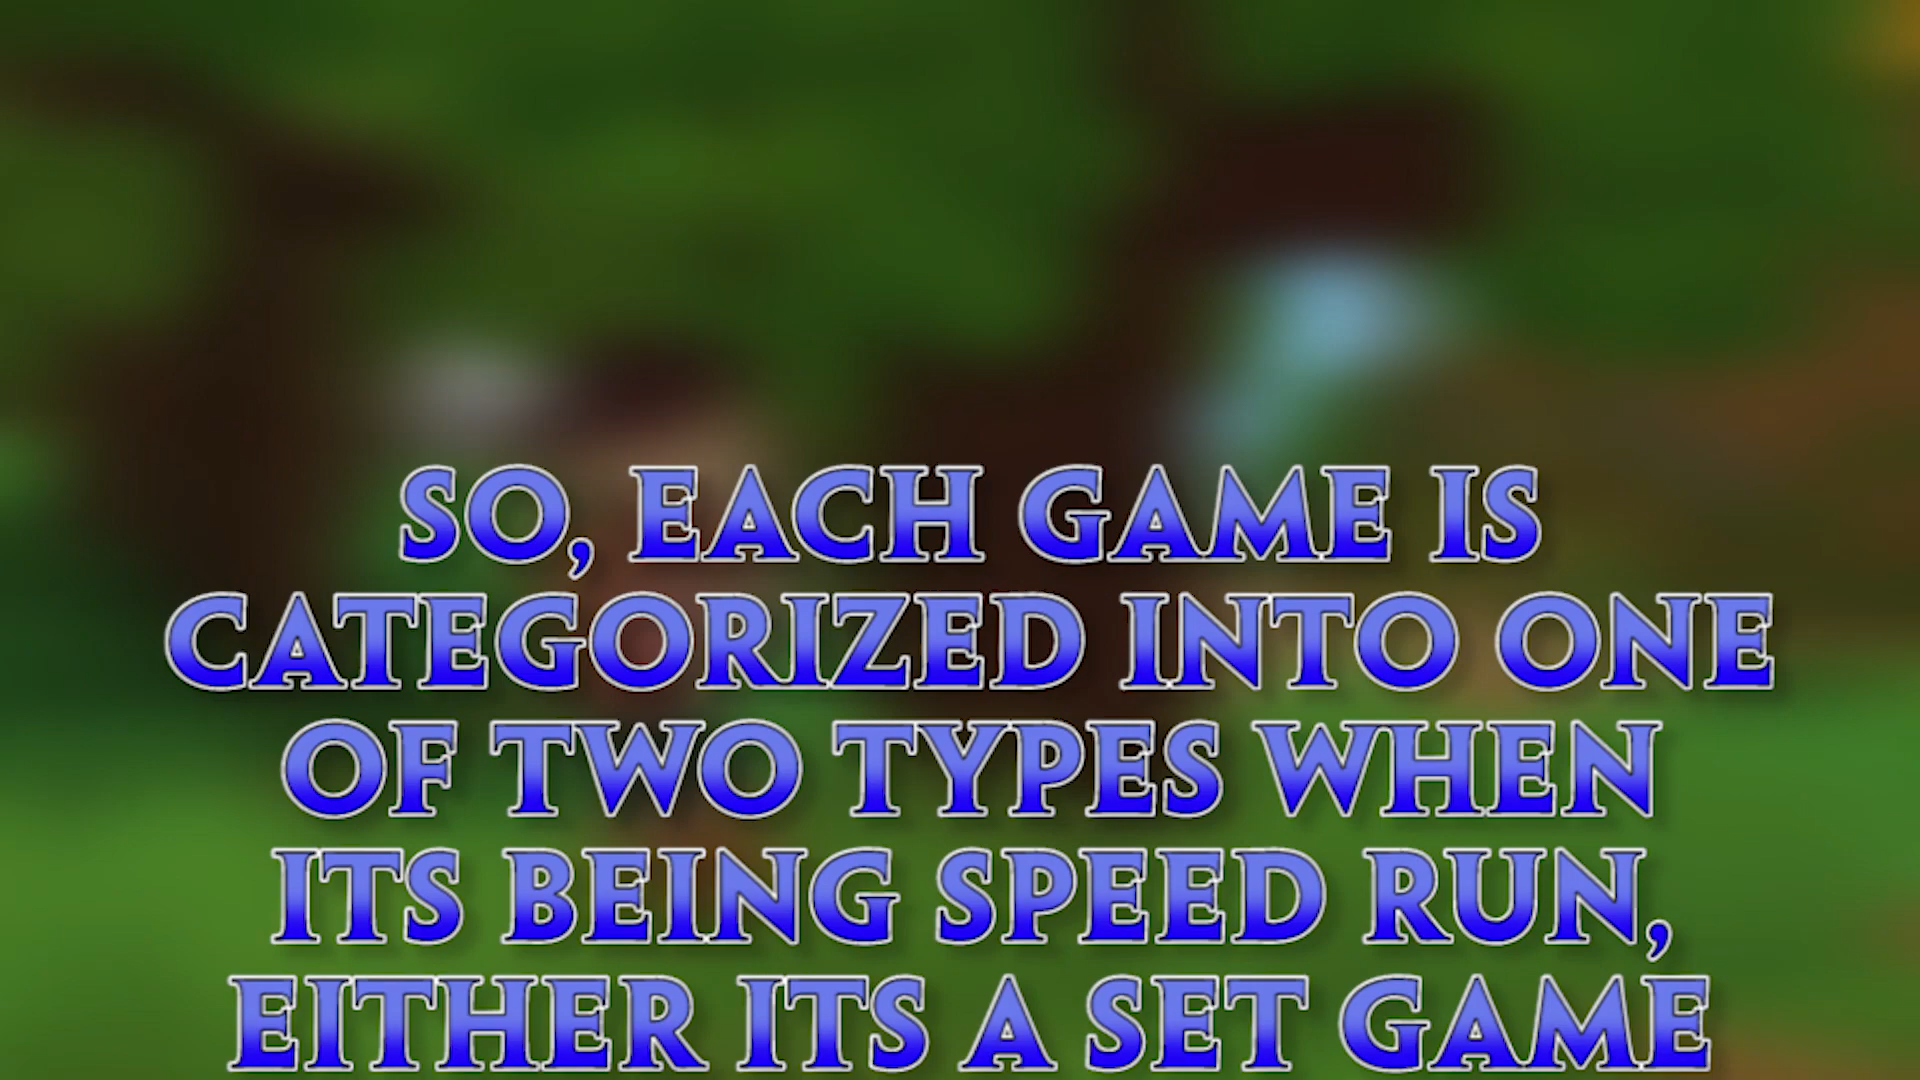 SO, EACH GAME IS
CATEGORIZED INTO ONE
OF TWO TYPES WHEN
ITS BEING SPEED RUN,
EITHER ITS A SET GAME